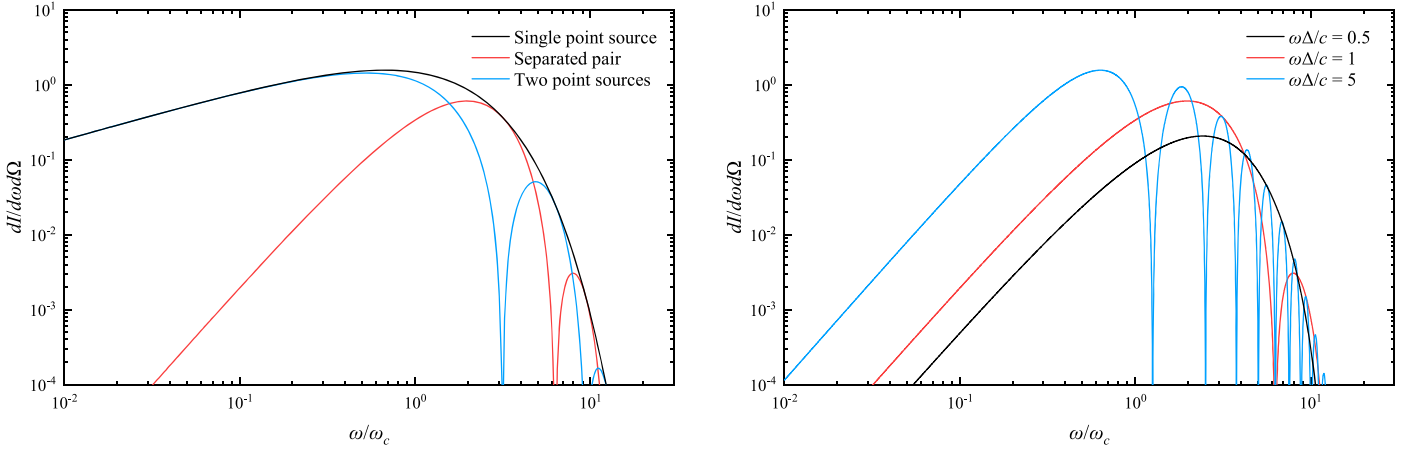 10^1
10^0
10^-1
10^-2
10^-3
10^-4
dI/dωdΩ
Single point source
Separated pair
Two point sources
10^-2
10^-1
10^0
10^1
ω/ω_c
10^1
10^0
10^-1
10^-2
10^-3
10^-4
dI/dωdΩ
ωΔ/c = 0.5
ωΔ/c = 1
ωΔ/c = 5
10^-2
10^-1
10^0
10^1
ω/ω_c